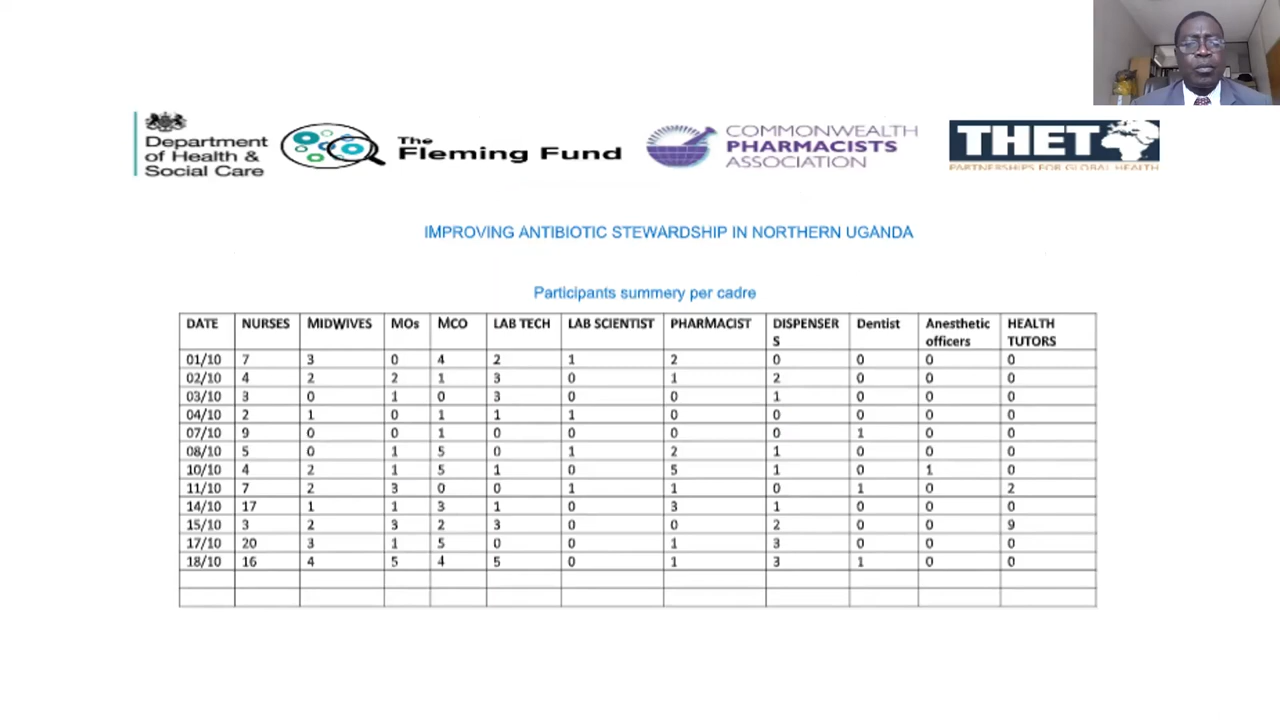 Department
of Health &
Social Care
The
Fleming Fund
COMMONWEALTH
PHARMACISTS
ASSOCIATION
THET
PARTNERSHIPS FOR GLOBAL HEALTH
IMPROVING ANTIBIOTIC STEWARDSHIP IN NORTHERN UGANDA
Participants summery per cadre
DATE NURSES MIDWIVES MOs MCO LAB TECH LAB SCIENTIST PHARMACIST DISPENSER Dentist Anesthetic HEALTH
S officers TUTORS
01/10 7 3 0 4 2 1 2 0 0 0 0
02/10 4 2 2 1 3 0 1 2 0 0 0
03/10 3 0 1 0 3 0 0 1 0 0 0
04/10 2 1 0 1 1 1 0 0 0 0 0
07/10 9 0 0 1 0 0 0 0 1 0 0
08/10 5 0 1 5 0 1 2 1 0 0 0
10/10 4 2 1 5 1 0 5 1 0 1 0
11/10 7 2 3 0 0 1 1 0 1 0 2
14/10 17 1 1 3 1 0 3 1 0 0 0
15/10 3 2 3 2 3 0 0 2 0 0 9
17/10 20 3 1 5 0 0 1 3 0 0 0
18/10 16 4 5 4 5 0 1 3 1 0 0